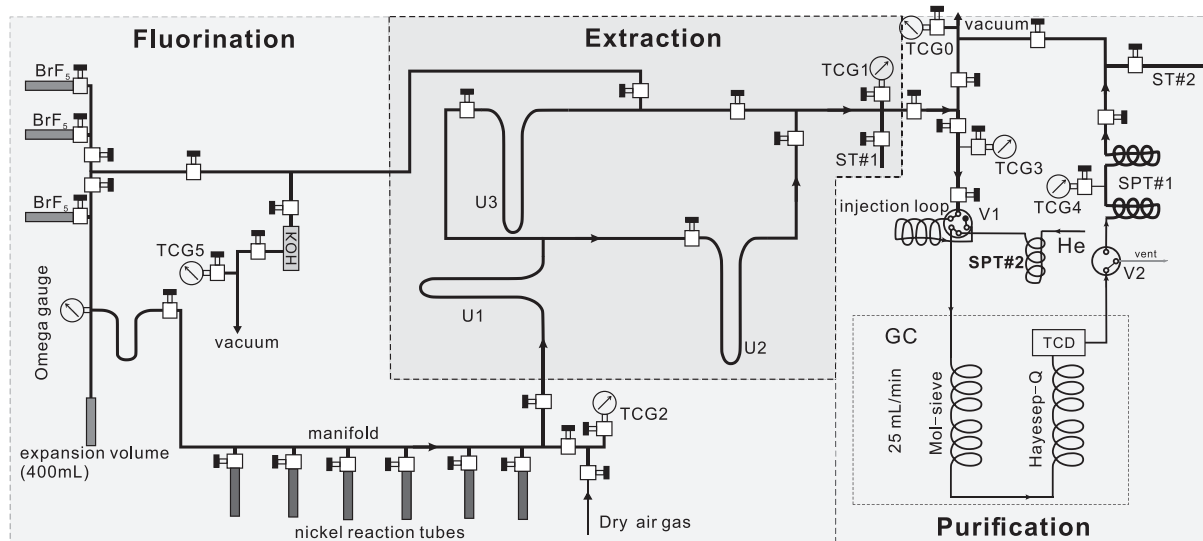 Fluorination
Extraction
vacuum
TCG0
BrF₅
TCG1
ST#2
BrF₅
ST#1
TCG3
SPT#1
BrF₅
U3
TCG4
injection loop
V1
KOH
TCG5
He
vent
SPT#2
V2
U1
Omega gauge
vacuum
U2
GC
TCD
25 mL/min
Mol-sieve
Hayesep-Q
TCG2
manifold
expansion volume
(400mL)
nickel reaction tubes
Dry air gas
Purification